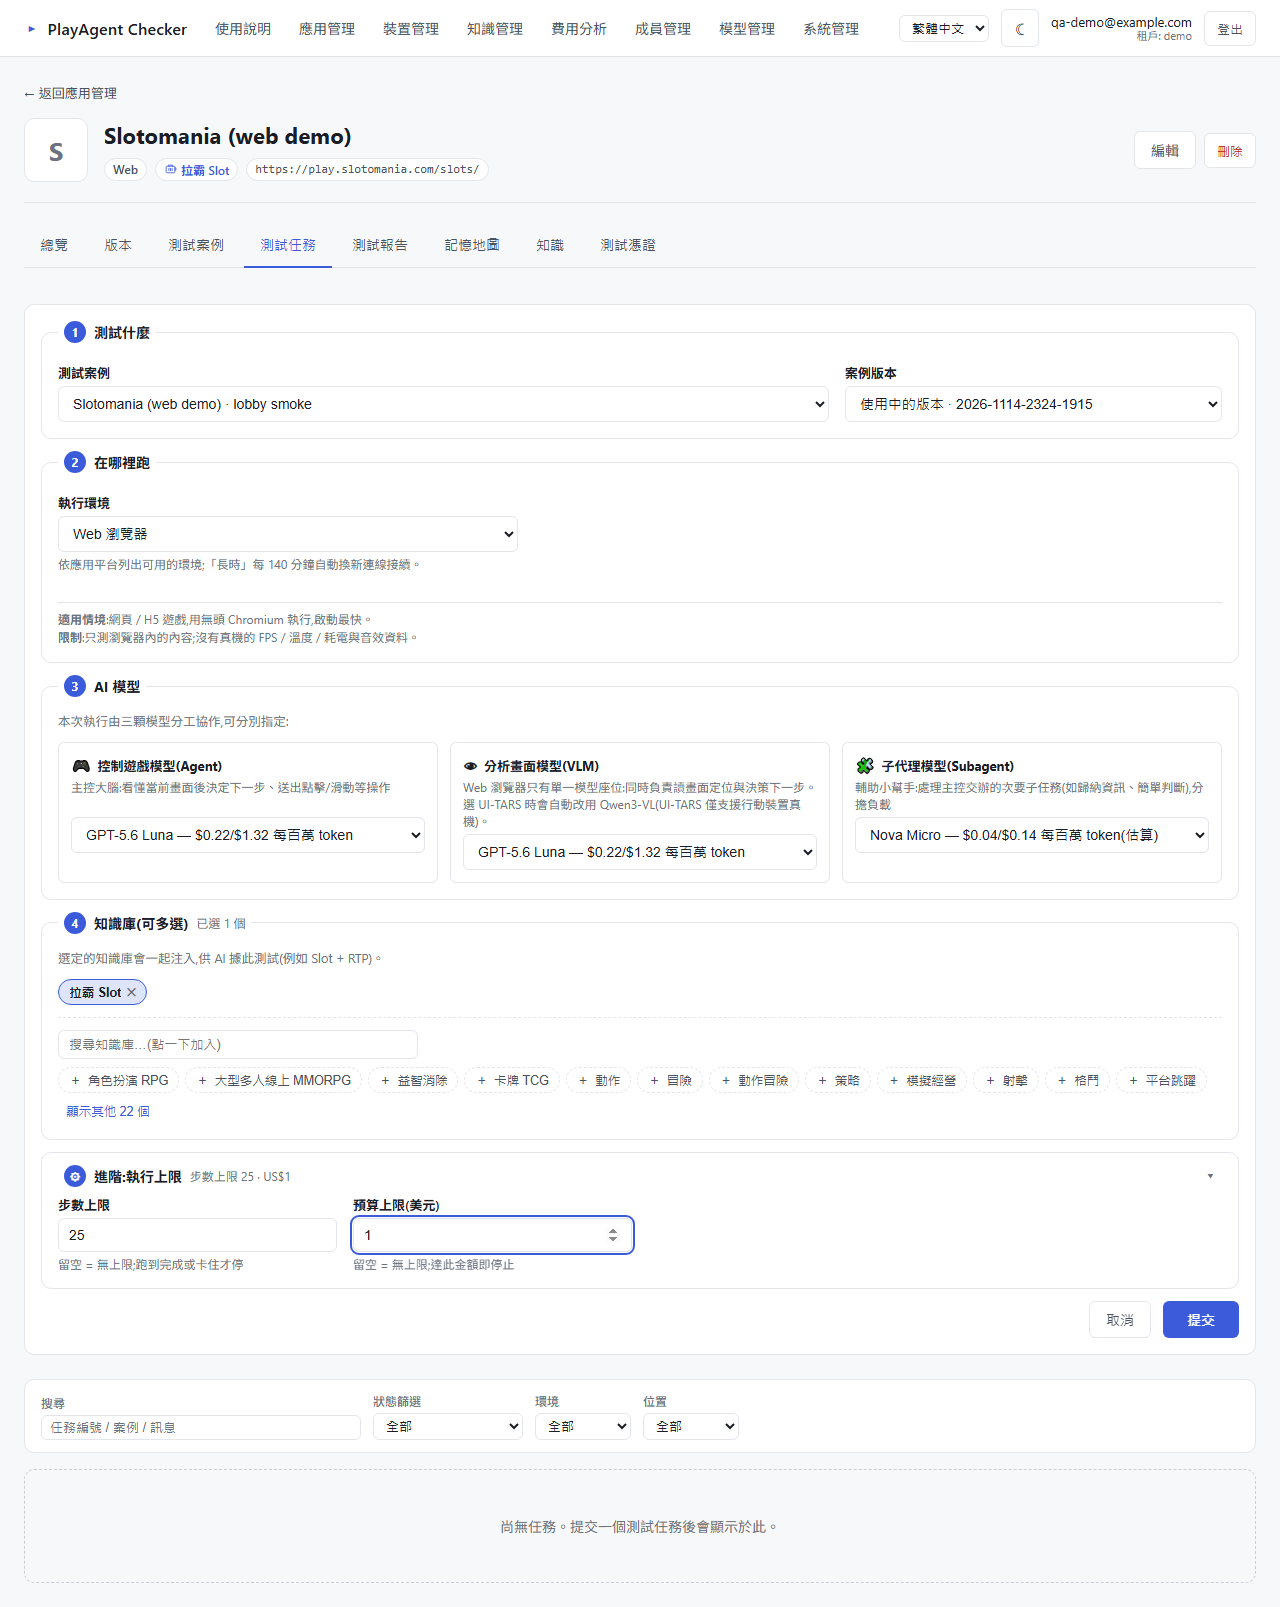 PlayAgent Checker
使用說明
應用管理
裝置管理
知識管理
費用分析
成員管理
模型管理
系統管理
繁體中文
qa-demo@example.com
租戶: demo
登出
← 返回應用管理
S
Slotomania (web demo)
Web
拉霸 Slot
https://play.slotomania.com/slots/
編輯
刪除
總覽
版本
測試案例
測試任務
測試報告
記憶地圖
知識
測試憑證
1 測試什麼
測試案例
案例版本
Slotomania (web demo) · lobby smoke
使用中的版本 · 2026-1114-2324-1915
2 在哪裡跑
執行環境
Web 瀏覽器
依應用平台列出可用的環境;「長時」每 140 分鐘自動換新連線接續。
適用情境:網頁 / H5 遊戲,用無頭 Chromium 執行,啟動最快。
限制:只測瀏覽器內的內容;沒有真機的 FPS / 溫度 / 耗電與音效資料。
3 AI 模型
本次執行由三顆模型分工協作,可分別指定:
控制遊戲模型(Agent)
主控大腦:看懂當前畫面後決定下一步、送出點擊/滑動等操作
GPT-5.6 Luna — $0.22/$1.32 每百萬 token
分析畫面模型(VLM)
Web 瀏覽器只有單一模型座位:同時負責讀畫面定位與決策下一步。
選 UI-TARS 時會自動改用 Qwen3-VL(UI-TARS 僅支援行動裝置真
機)。
GPT-5.6 Luna — $0.22/$1.32 每百萬 token
子代理模型(Subagent)
輔助小幫手:處理主控交辦的次要子任務(如歸納資訊、簡單判斷),分
擔負載
Nova Micro — $0.04/$0.14 每百萬 token(估算)
4 知識庫(可多選) 已選 1 個
選定的知識庫會一起注入,供 AI 據此測試(例如 Slot + RTP)。
拉霸 Slot ✕
搜尋知識庫…(點一下加入)
+ 角色扮演 RPG
+ 大型多人線上 MMORPG
+ 益智消除
+ 卡牌 TCG
+ 動作
+ 冒險
+ 動作冒險
+ 策略
+ 模擬經營
+ 射擊
+ 格鬥
+ 平台跳躍
顯示其他 22 個
進階:執行上限 步數上限 25 · US$1
步數上限
預算上限(美元)
25
1
留空 = 無上限;跑到完成或卡住才停
留空 = 無上限;達此金額即停止
取消
提交
搜尋
狀態篩選
環境
位置
任務編號 / 案例 / 訊息
全部
全部
全部
尚無任務。提交一個測試任務後會顯示於此。